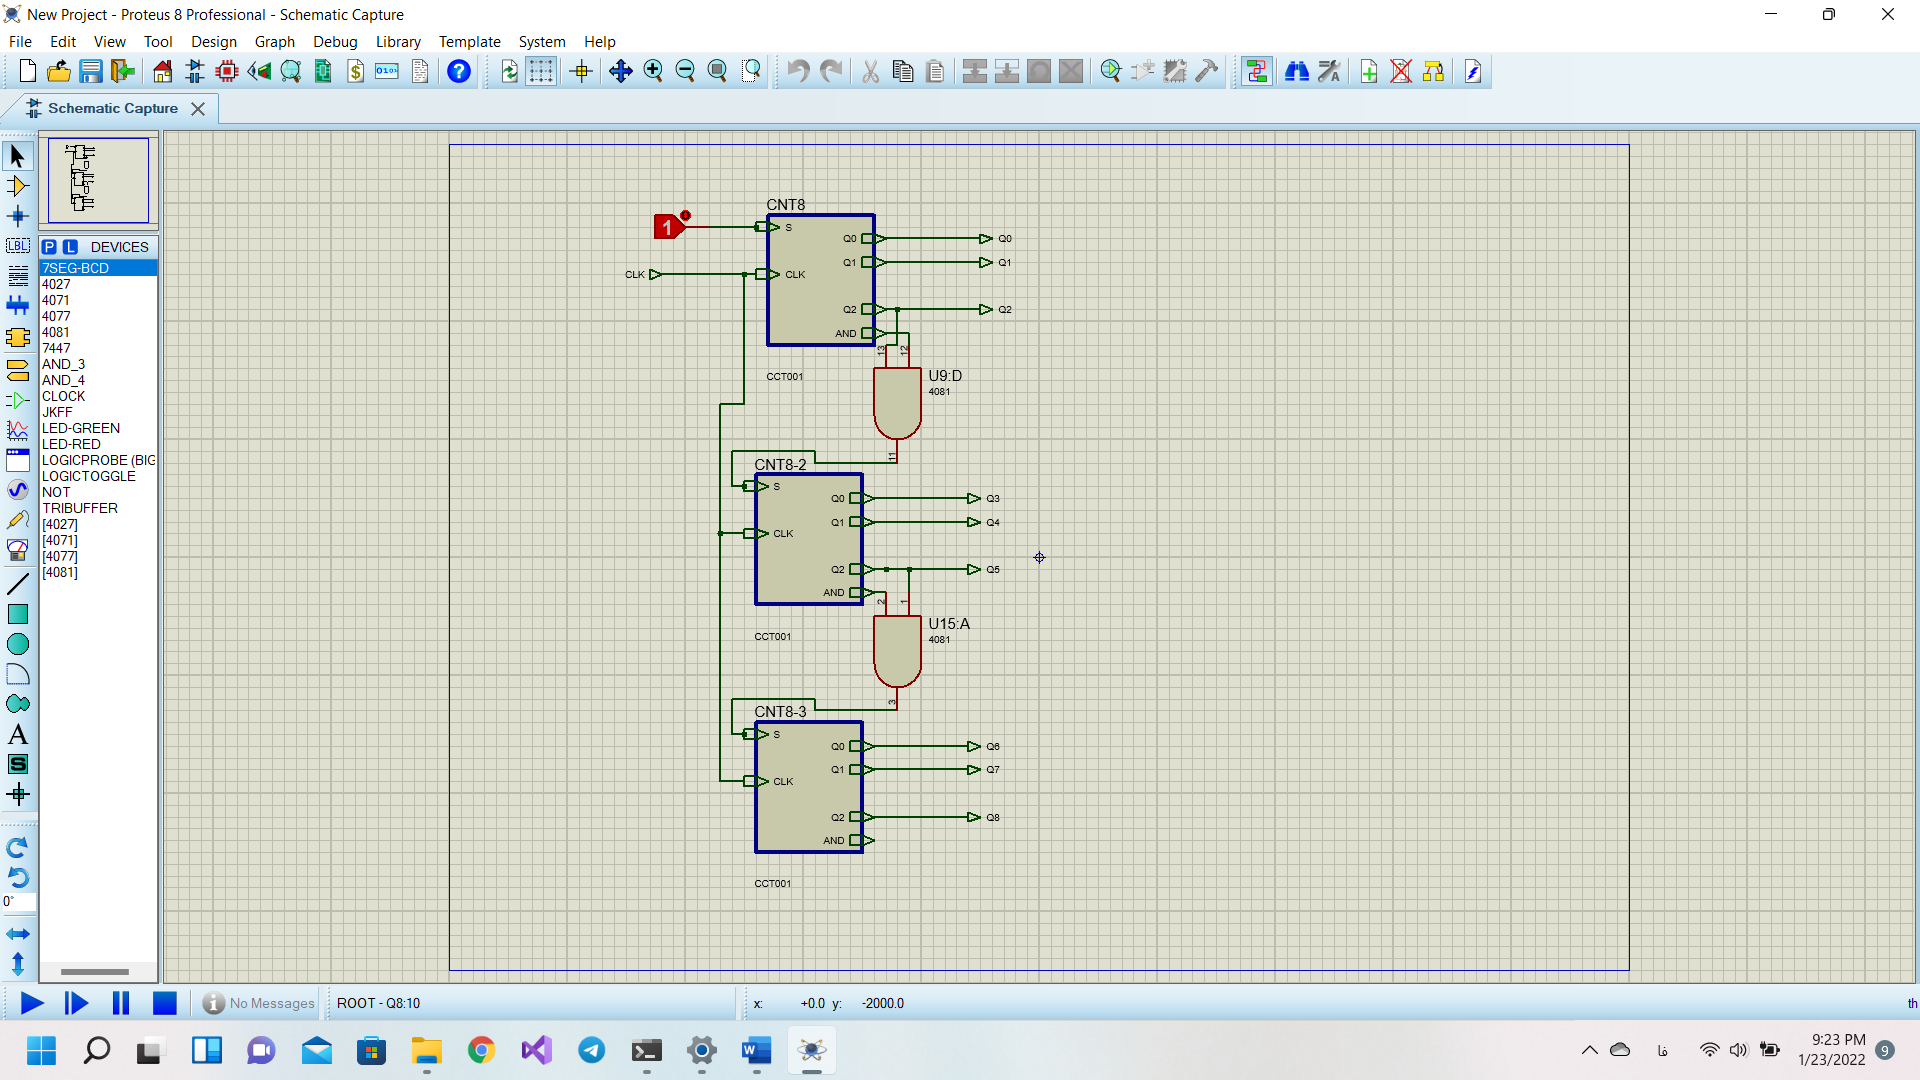 New Project - Proteus 8 Professional - Schematic Capture
File Edit View Tool Design Graph Debug Library Template System Help
Schematic Capture
P L DEVICES
7SEG-BCD
4027
4071
4077
4081
7447
AND_3
AND_4
CLOCK
JKFF
LED-GREEN
LED-RED
LOGICPROBE (BIG
LOGICTOGGLE
NOT
TRIBUFFER
[4027]
[4071]
[4077]
[4081]
LBL
A
S
0°
CNT8
1
S
Q0 Q0
Q1 Q1
CLK CLK
Q2 Q2
AND
13 12
CCT001
U9:D
4081
11
CNT8-2
S
Q0 Q3
Q1 Q4
CLK
Q2 Q5
AND
2 1
U15:A
4081
CCT001
3
CNT8-3
S
Q0 Q6
Q1 Q7
CLK
Q2 Q8
AND
CCT001
No Messages
ROOT - Q8:10
x: +0.0 y: -2000.0
th
فا
9:23 PM
1/23/2022
9